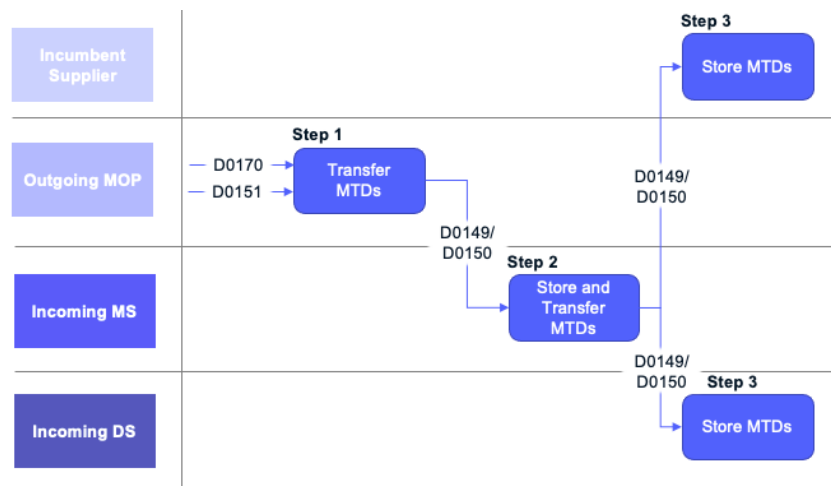 Incumbent
Supplier
Step 3
Store MTDs
Outgoing MOP
D0170
D0151
Step 1
Transfer
MTDs
D0149/
D0150
D0149/
D0150
Incoming MS
Step 2
Store and
Transfer
MTDs
D0149/
D0150
Incoming DS
Step 3
Store MTDs